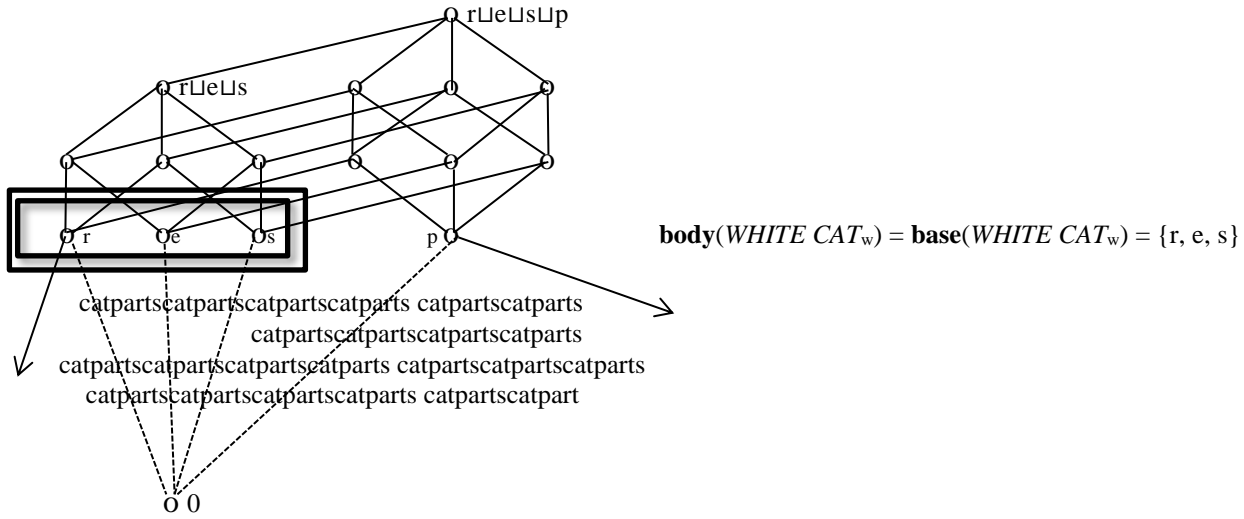 r⊔e⊔s⊔p
r⊔e⊔s
r e s p
body(WHITE CATw) = base(WHITE CATw) = {r, e, s}
catpartscatpartscatpartscatparts catpartscatparts
catpartscatpartscatpartscatparts
catpartscatpartscatpartscatparts catpartscatpartscatparts
catpartscatpartscatpartscatparts catpartscatpart
0